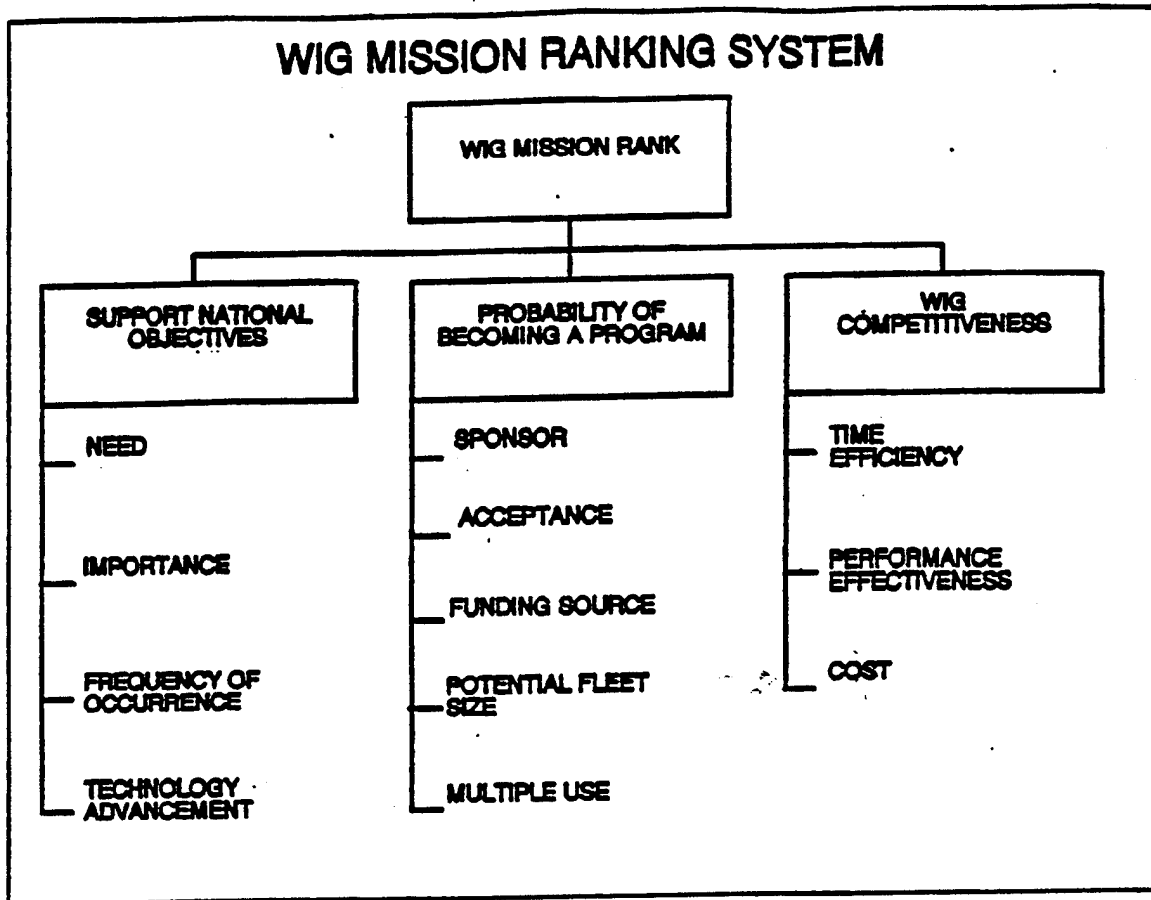 WIG MISSION RANKING SYSTEM
WIG MISSION RANK
SUPPORT NATIONAL
OBJECTIVES
NEED
IMPORTANCE
FREQUENCY OF
OCCURRENCE
TECHNOLOGY
ADVANCEMENT
PROBABILITY OF
BECOMING A PROGRAM
SPONSOR
ACCEPTANCE
FUNDING SOURCE
POTENTIAL FLEET
SIZE
MULTIPLE USE
WIG
COMPETITIVENESS
TIME
EFFICIENCY
PERFORMANCE
EFFECTIVENESS
COST